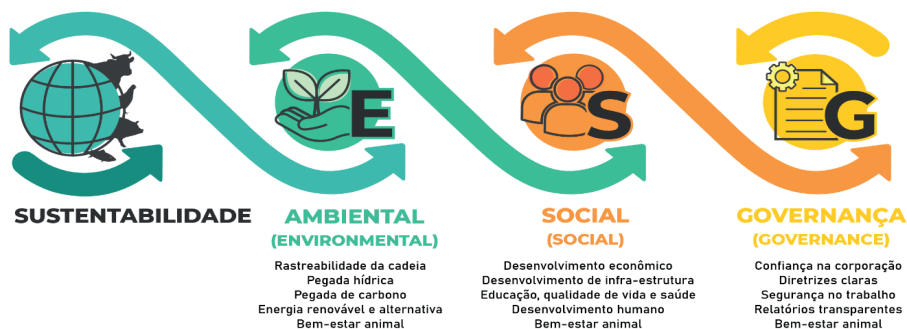 E
S
G
SUSTENTABILIDADE
AMBIENTAL
(ENVIRONMENTAL)
Rastreabilidade da cadeia
Pegada hídrica
Pegada de carbono
Energia renovável e alternativa
Bem-estar animal
SOCIAL
(SOCIAL)
Desenvolvimento econômico
Desenvolvimento de infra-estrutura
Educação, qualidade de vida e saúde
Desenvolvimento humano
Bem-estar animal
GOVERNANÇA
(GOVERNANCE)
Confiança na corporação
Diretrizes claras
Segurança no trabalho
Relatórios transparentes
Bem-estar animal